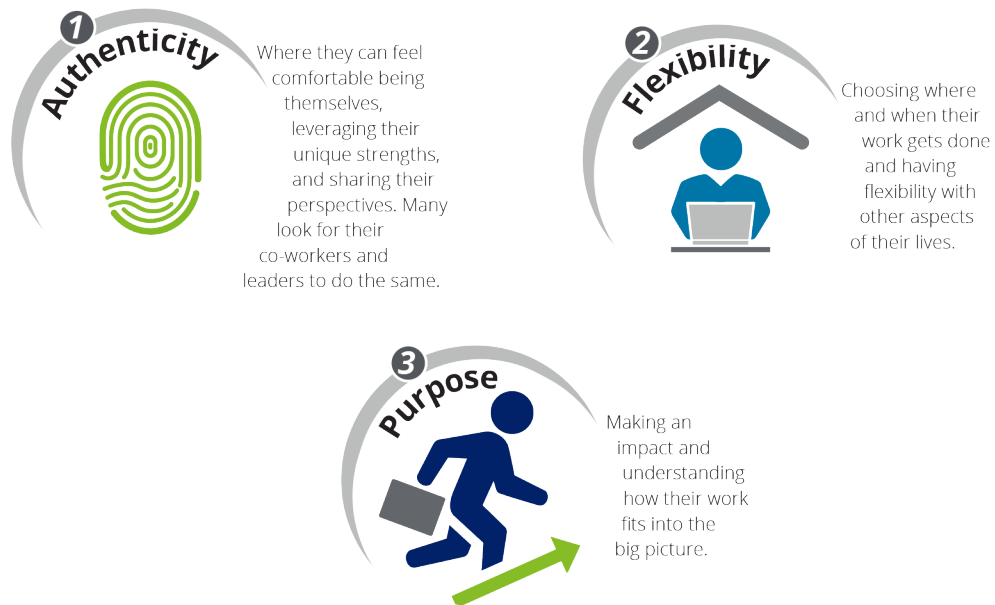 1
Authenticity
Where they can feel
comfortable being
themselves,
leveraging their
unique strengths,
and sharing their
perspectives. Many
look for their
co-workers and
leaders to do the same.
2
Flexibility
Choosing where
and when their
work gets done
and having
flexibility with
other aspects
of their lives.
3
Purpose
Making an
impact and
understanding
how their work
fits into the
big picture.